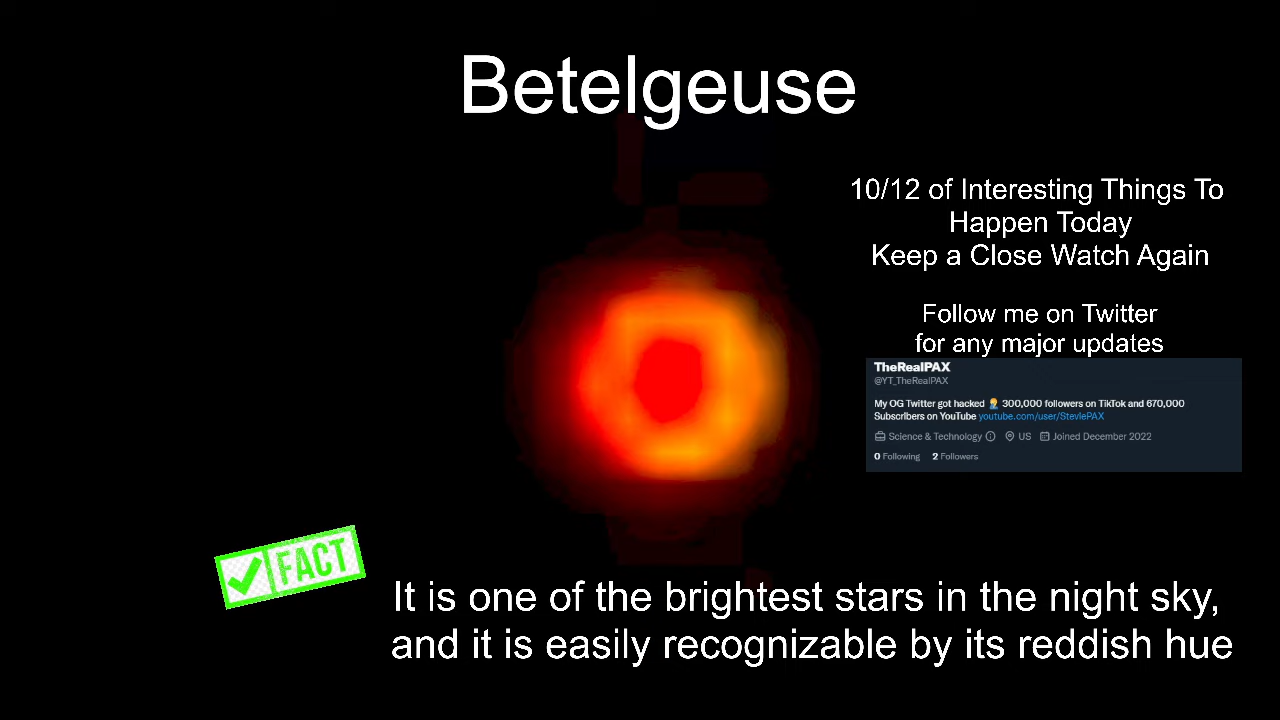 Betelgeuse
10/12 of Interesting Things To
Happen Today
Keep a Close Watch Again
Follow me on Twitter
for any major updates
TheRealPAX
@YT_TheRealPAX
My OG Twitter got hacked 🤦 300,000 followers on TikTok and 670,000
Subscribers on YouTube youtube.com/user/SteviePAX
Science & Technology US Joined December 2022
0 Following 2 Followers
FACT
It is one of the brightest stars in the night sky,
and it is easily recognizable by its reddish hue